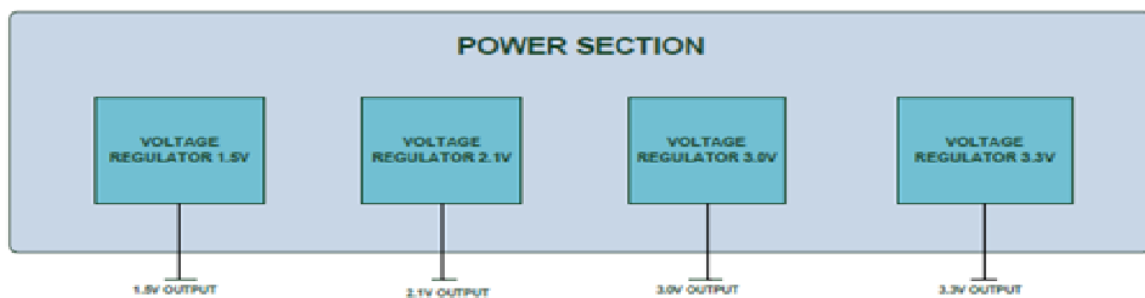 POWER SECTION
VOLTAGE
REGULATOR 1.5V
VOLTAGE
REGULATOR 2.1V
VOLTAGE
REGULATOR 3.0V
VOLTAGE
REGULATOR 3.3V
1.5V OUTPUT
2.1V OUTPUT
3.0V OUTPUT
3.3V OUTPUT